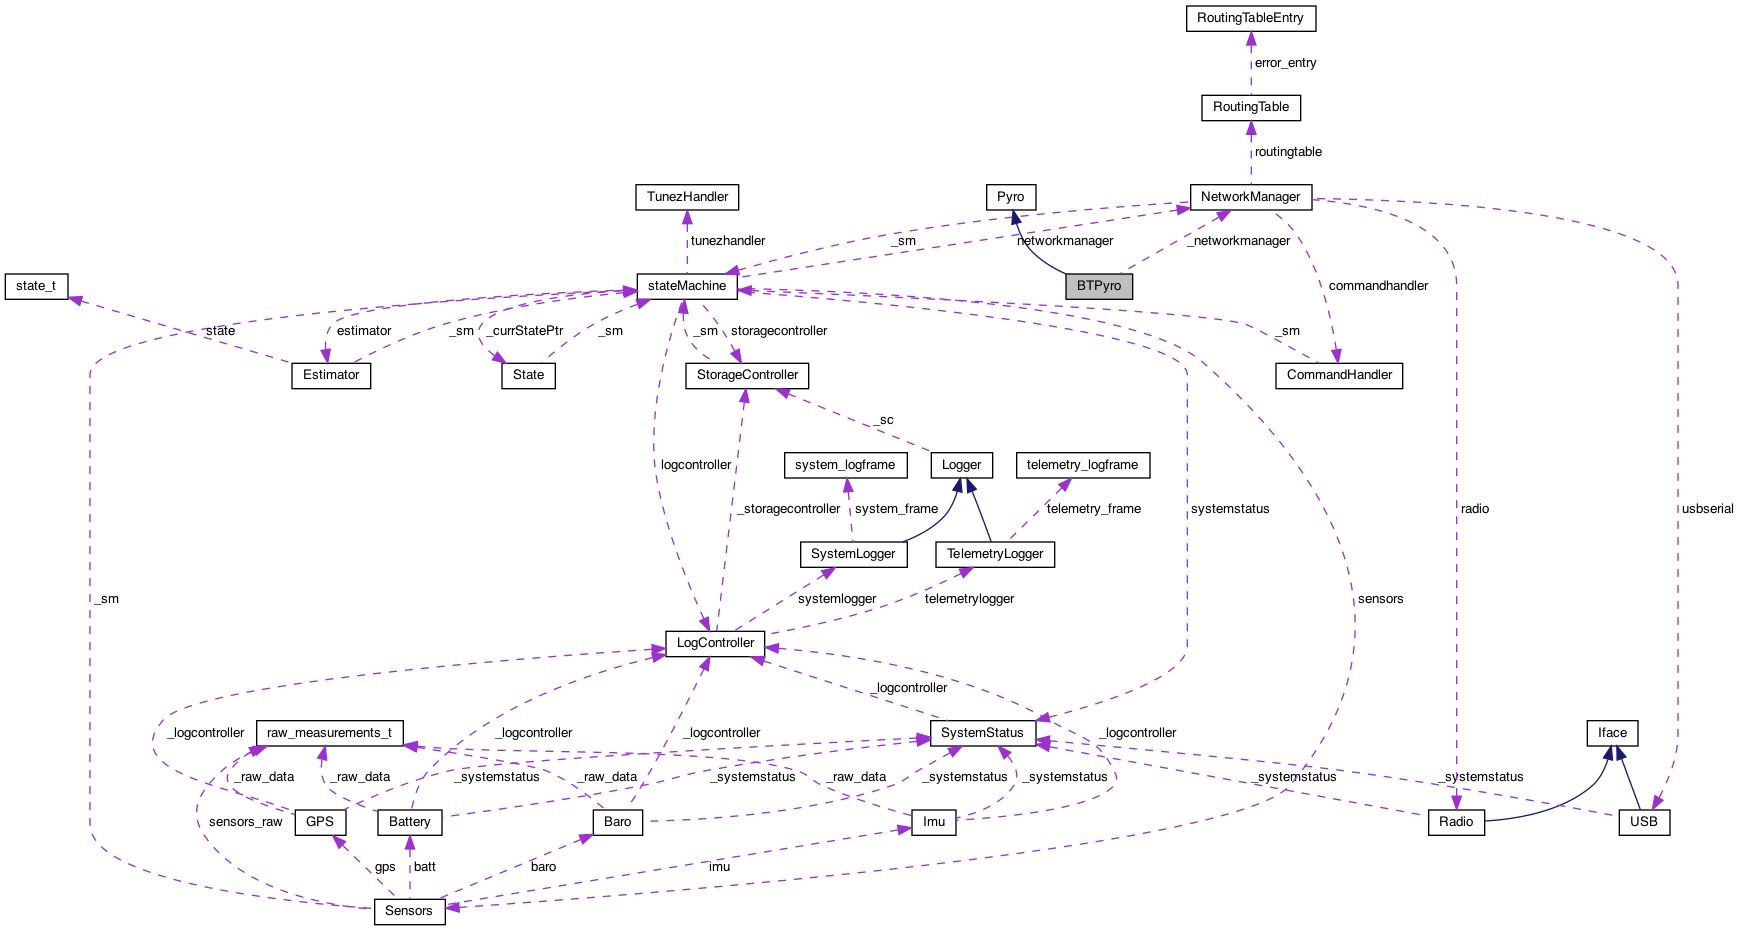 RoutingTableEntry
error_entry
RoutingTable
routingtable
TunezHandler
Pyro
NetworkManager
tunezhandler
_sm
networkmanager
_networkmanager
state_t
stateMachine
BTPyro
commandhandler
state
estimator
_sm
_currStatePtr
_sm
_sm
storagecontroller
_sm
Estimator
State
StorageController
CommandHandler
_sc
logcontroller
system_logframe
Logger
telemetry_logframe
_storagecontroller
system_frame
telemetry_frame
systemstatus
radio
usbserial
SystemLogger
TelemetryLogger
_sm
systemlogger
telemetrylogger
sensors
LogController
_logcontroller
_logcontroller
_logcontroller
_logcontroller
_logcontroller
raw_measurements_t
SystemStatus
Iface
_raw_data
_raw_data
_systemstatus
_raw_data
_systemstatus
_raw_data
_systemstatus
_systemstatus
_systemstatus
_systemstatus
sensors_raw
GPS
Battery
Baro
Imu
Radio
USB
gps
batt
baro
imu
Sensors